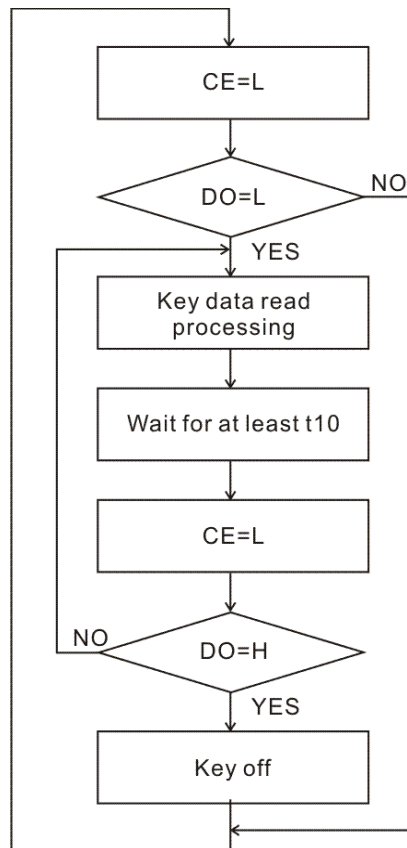 CE=L
DO=L
NO
YES
Key data read
processing
Wait for at least t10
CE=L
DO=H
NO
YES
Key off